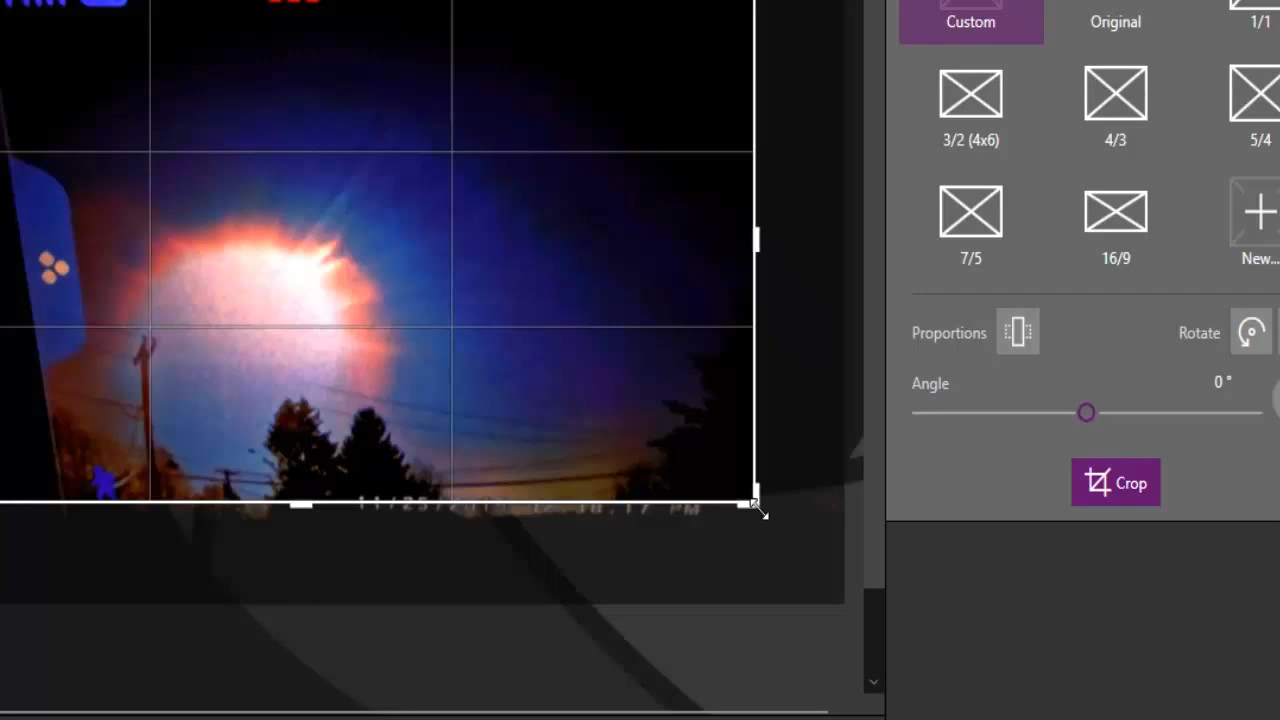 Custom
Original
1/1
3/2 (4x6)
4/3
5/4
7/5
16/9
New...
Proportions
Rotate
Angle
0 °
Crop
PM